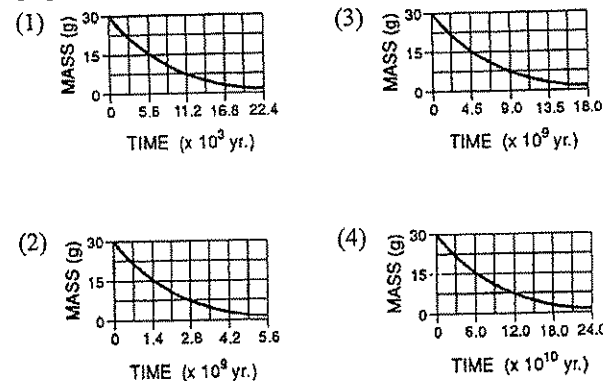 (1)
MASS (g)
30
15
0
0 5.6 11.2 16.8 22.4
TIME (x 10³ yr.)
(3)
MASS (g)
30
15
0
0 4.5 9.0 13.5 18.0
TIME (x 10⁹ yr.)
(2)
MASS (g)
30
15
0
0 1.4 2.8 4.2 5.6
TIME (x 10⁹ yr.)
(4)
MASS (g)
30
15
0
0 6.0 12.0 18.0 24.0
TIME (x 10¹⁰ yr.)